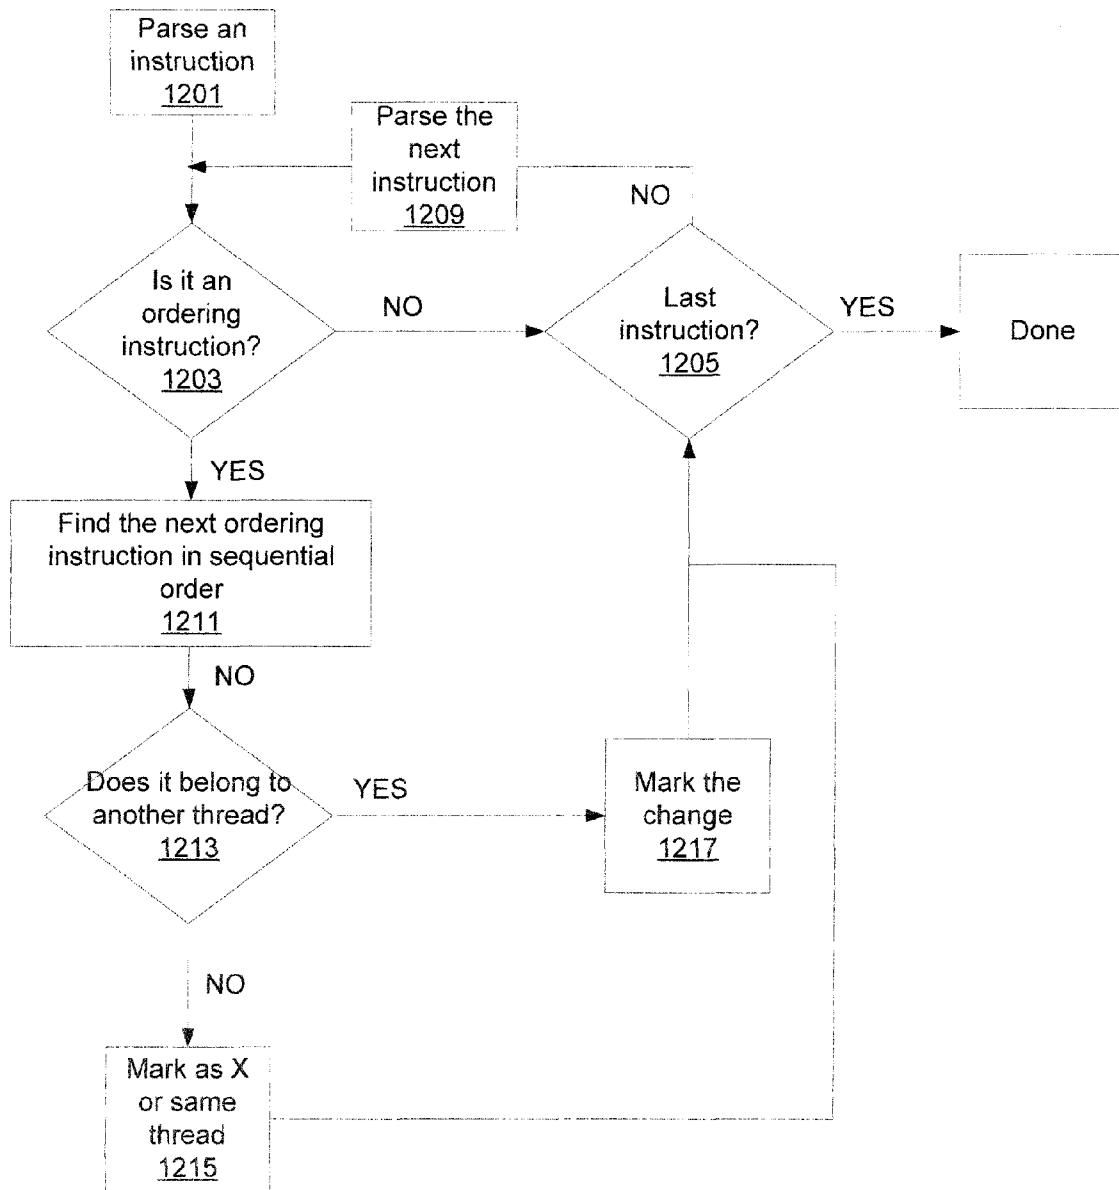 Parse an
instruction
1201
Parse the
next
instruction
1209
NO
Is it an
ordering
instruction?
1203
NO
Last
instruction?
1205
YES
Done
YES
Find the next ordering
instruction in sequential
order
1211
NO
Does it belong to
another thread?
1213
YES
Mark the
change
1217
NO
Mark as X
or same
thread
1215